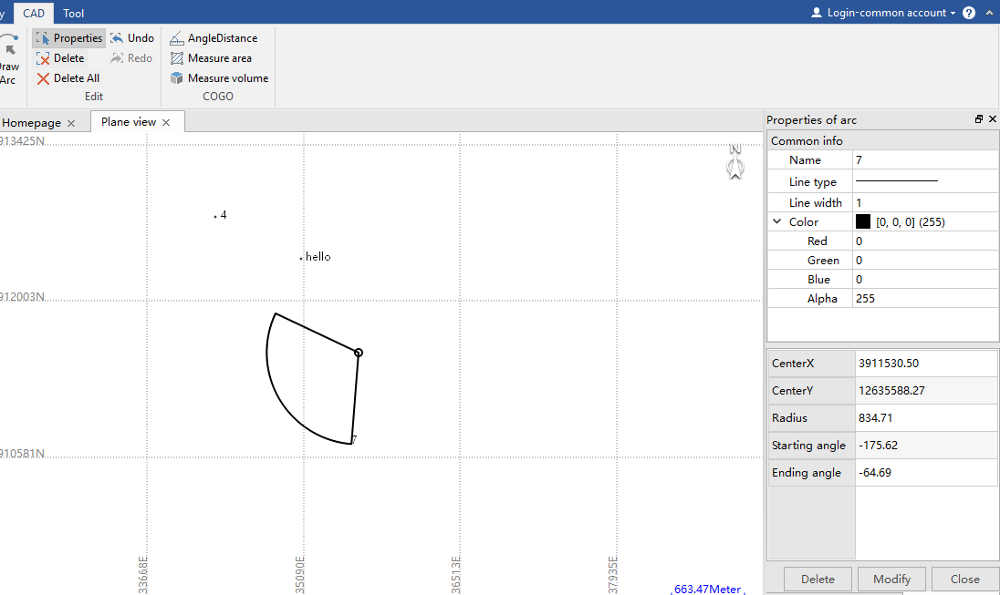 y CAD Tool Login-common account ?
Properties Undo AngleDistance
Delete Redo Measure area
raw
Arc Delete All Measure volume
Edit COGO
Homepage Plane view Properties of arc
913425N N Common info
Name 7
Line type
4 Line width 1
Color [0, 0, 0] (255)
Red 0
hello Green 0
Blue 0
912003N Alpha 255
CenterX 3911530.50
CenterY 12635588.27
Radius 834.71
7 Starting angle -175.62
910581N
Ending angle -64.69
33668E 35090E 36513E 37935E
663.47Meter Delete Modify Close